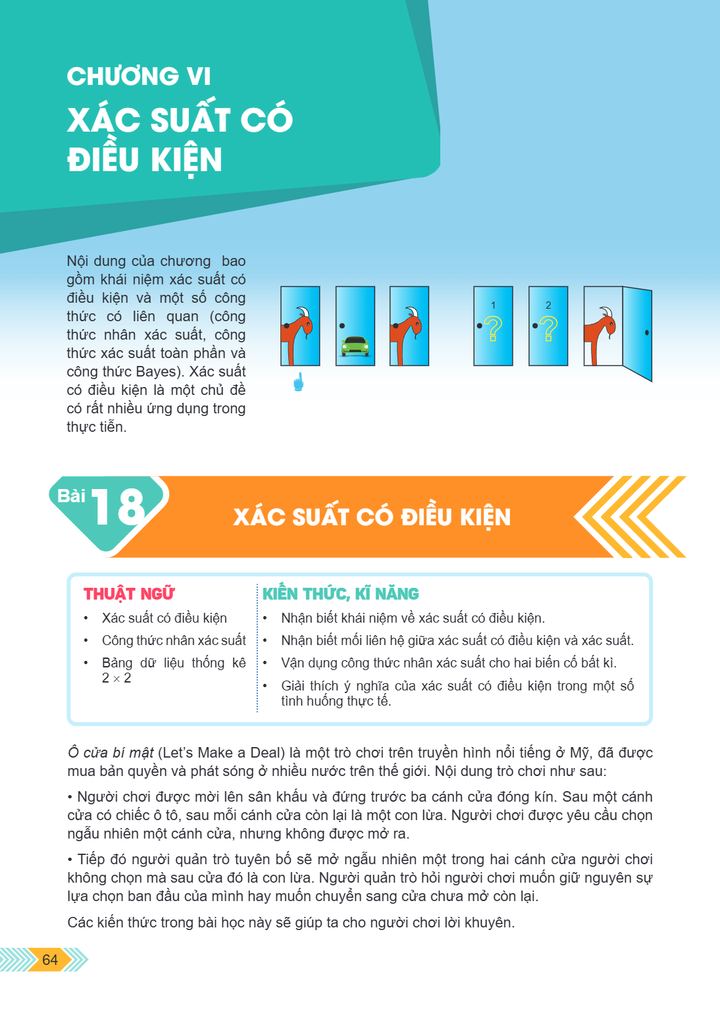 CHƯƠNG VI
XÁC SUẤT CÓ
ĐIỀU KIỆN
Nội dung của chương bao
gồm khái niệm xác suất có
điều kiện và một số công
thức có liên quan (công
thức nhân xác suất, công
thức xác suất toàn phần và
công thức Bayes). Xác suất
có điều kiện là một chủ đề
có rất nhiều ứng dụng trong
thực tiễn.
1
2
?
?
Bài 18
XÁC SUẤT CÓ ĐIỀU KIỆN
THUẬT NGỮ
• Xác suất có điều kiện
• Công thức nhân xác suất
• Bảng dữ liệu thống kê
2 × 2
KIẾN THỨC, KĨ NĂNG
• Nhận biết khái niệm về xác suất có điều kiện.
• Nhận biết mối liên hệ giữa xác suất có điều kiện và xác suất.
• Vận dụng công thức nhân xác suất cho hai biến cố bất kì.
• Giải thích ý nghĩa của xác suất có điều kiện trong một số
tình huống thực tế.
Ô cửa bí mật (Let's Make a Deal) là một trò chơi trên truyền hình nổi tiếng ở Mỹ, đã được
mua bản quyền và phát sóng ở nhiều nước trên thế giới. Nội dung trò chơi như sau:
• Người chơi được mời lên sân khấu và đứng trước ba cánh cửa đóng kín. Sau một cánh
cửa có chiếc ô tô, sau mỗi cánh cửa còn lại là một con lừa. Người chơi được yêu cầu chọn
ngẫu nhiên một cánh cửa, nhưng không được mở ra.
• Tiếp đó người quản trò tuyên bố sẽ mở ngẫu nhiên một trong hai cánh cửa người chơi
không chọn mà sau cửa đó là con lừa. Người quản trò hỏi người chơi muốn giữ nguyên sự
lựa chọn ban đầu của mình hay muốn chuyển sang cửa chưa mở còn lại.
Các kiến thức trong bài học này sẽ giúp ta cho người chơi lời khuyên.
64